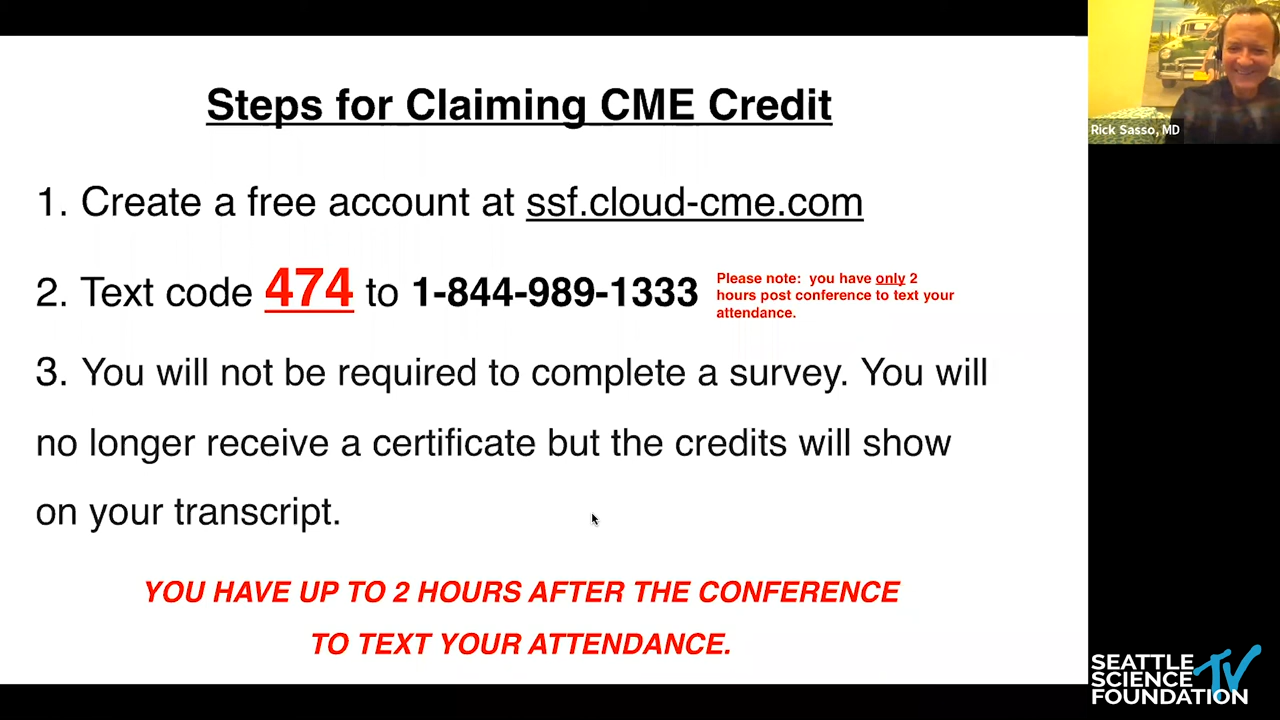 Steps for Claiming CME Credit
1. Create a free account at ssf.cloud-cme.com
2. Text code 474 to 1-844-989-1333
Please note: you have only 2
hours post conference to text your
attendance.
3. You will not be required to complete a survey. You will
no longer receive a certificate but the credits will show
on your transcript.
YOU HAVE UP TO 2 HOURS AFTER THE CONFERENCE
TO TEXT YOUR ATTENDANCE.
Rick Sasso, MD
SEATTLE
SCIENCE TV
FOUNDATION